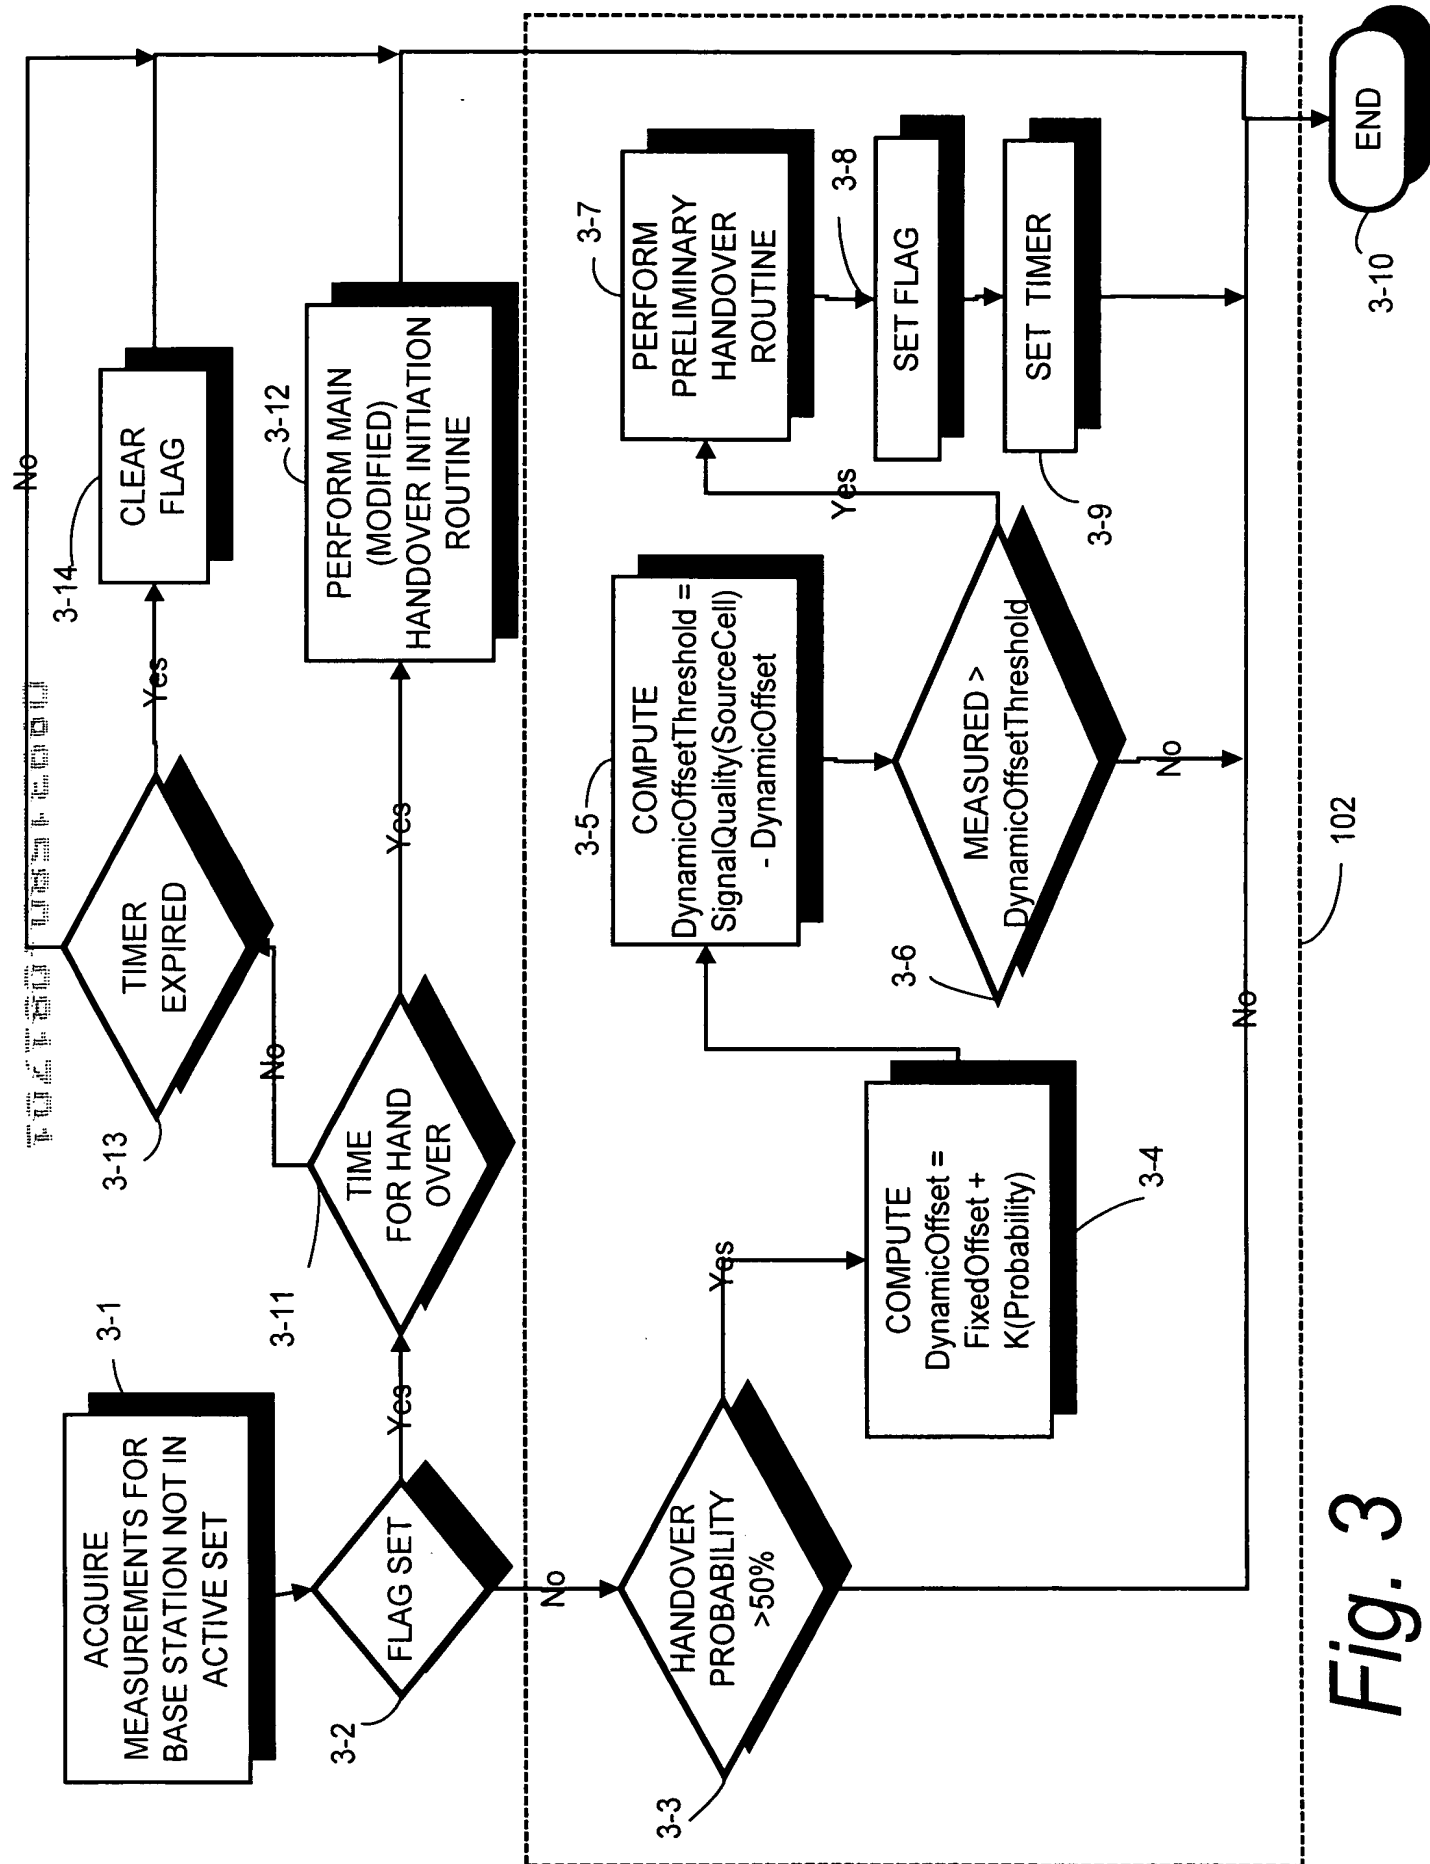 3-1
ACQUIRE
MEASUREMENTS FOR
BASE STATION NOT IN
ACTIVE SET
3-2
FLAG SET
Yes
No
3-11
TIME
FOR HAND
OVER
Yes
No
3-13
TIMER
EXPIRED
Yes
No
3-14
CLEAR
FLAG
3-12
PERFORM MAIN
(MODIFIED)
HANDOVER INITIATION
ROUTINE
3-3
HANDOVER
PROBABILITY
>50%
Yes
No
3-4
COMPUTE
DynamicOffset =
FixedOffset +
K(Probability)
3-5
COMPUTE
DynamicOffsetThreshold =
SignalQuality(SourceCell)
- DynamicOffset
3-6
MEASURED >
DynamicOffsetThreshold
Yes
No
3-7
PERFORM
PRELIMINARY
HANDOVER
ROUTINE
3-8
SET FLAG
3-9
SET TIMER
102
3-10
END
Fig. 3